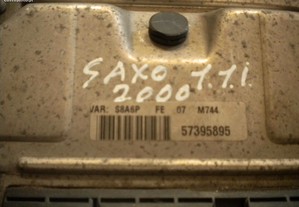 SAXO 1.1i.
2000
VAR: S8A6P FE 07 M744
57395895